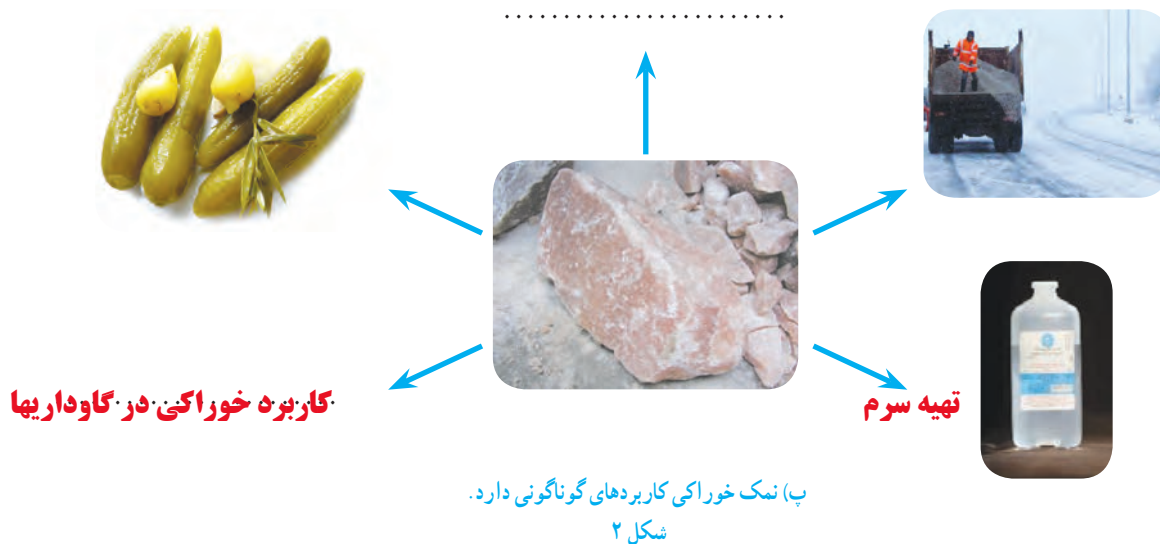 ......................
تهیه سرم
کاربرد خوراکی در گاوداریها
پ) نمک خوراکی کاربردهای گوناگونی دارد.
شکل ۲